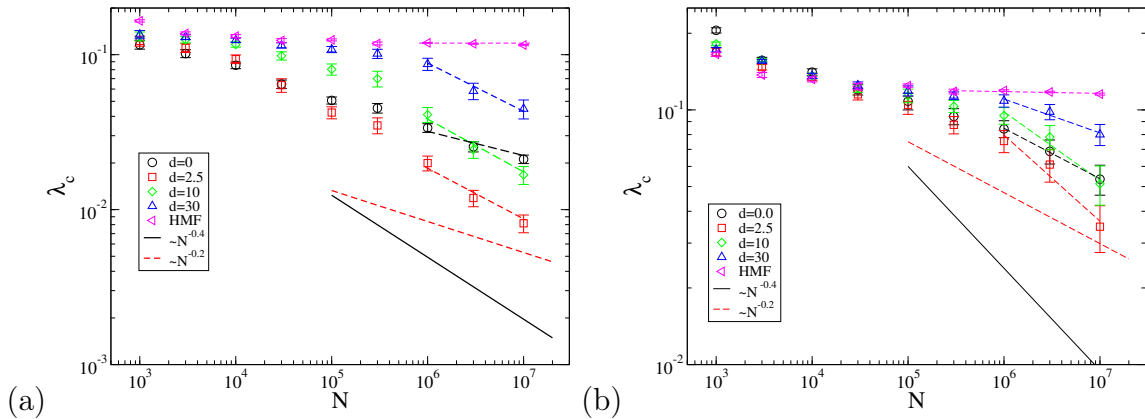 10^-1
λ_c
10^-2
10^-3
d=0
d=2.5
d=10
d=30
HMF
~N^-0.4
~N^-0.2
10^3 10^4 10^5 10^6 10^7
N
(a)
λ_c
10^-1
10^-2
d=0.0
d=2.5
d=10
d=30
HMF
~N^-0.4
~N^-0.2
10^3 10^4 10^5 10^6 10^7
N
(b)